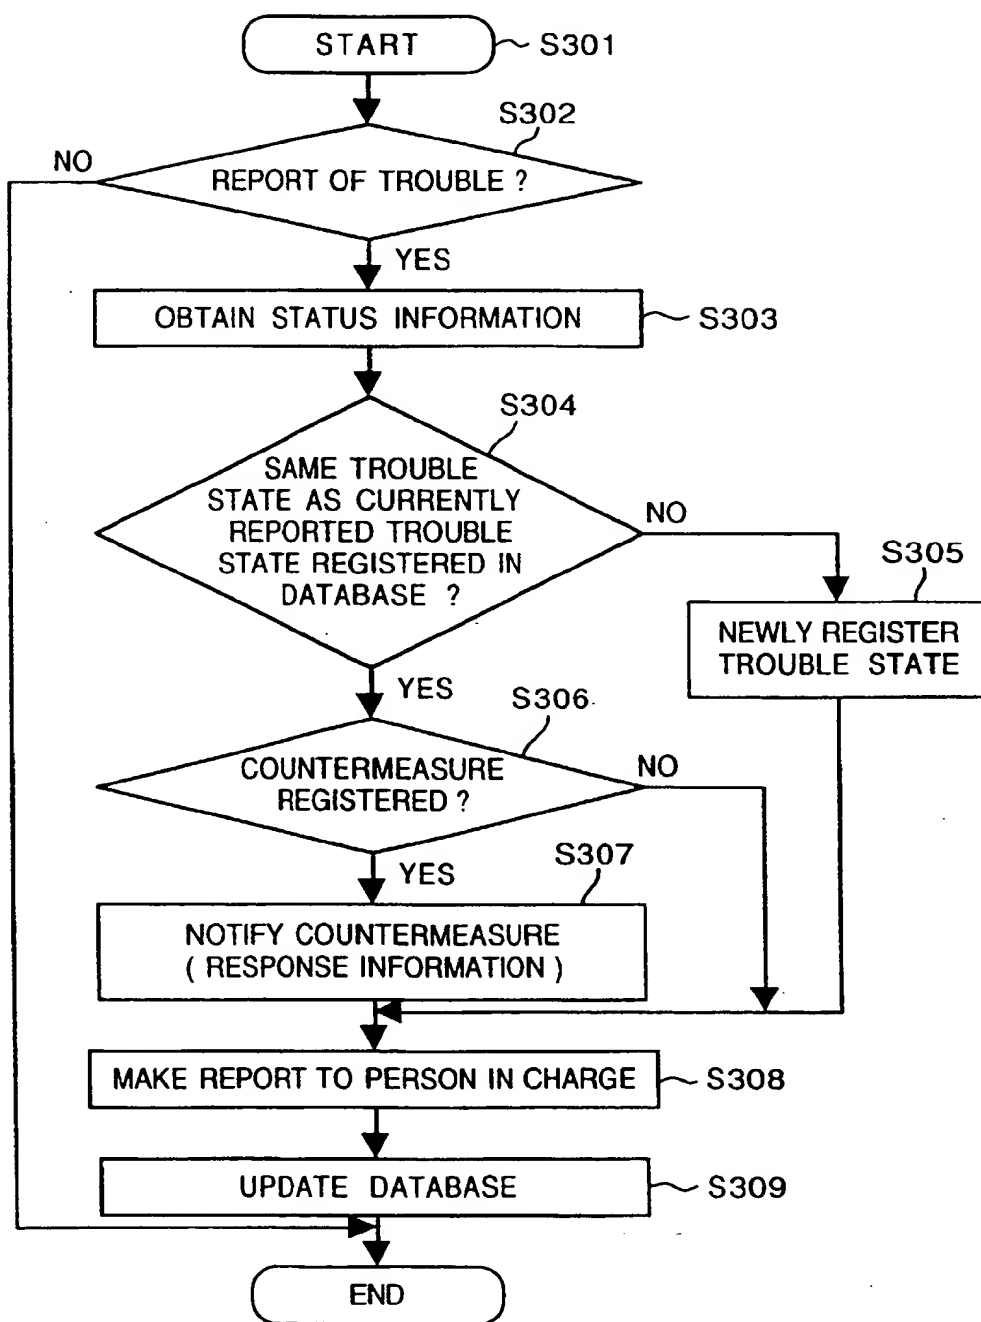 START
S301
S302
NO
REPORT OF TROUBLE ?
YES
OBTAIN STATUS INFORMATION
S303
S304
SAME TROUBLE
STATE AS CURRENTLY
REPORTED TROUBLE
STATE REGISTERED IN
DATABASE ?
NO
S305
NEWLY REGISTER
TROUBLE STATE
YES
S306
COUNTERMEASURE
REGISTERED ?
NO
YES
S307
NOTIFY COUNTERMEASURE
( RESPONSE INFORMATION )
MAKE REPORT TO PERSON IN CHARGE
S308
UPDATE DATABASE
S309
END